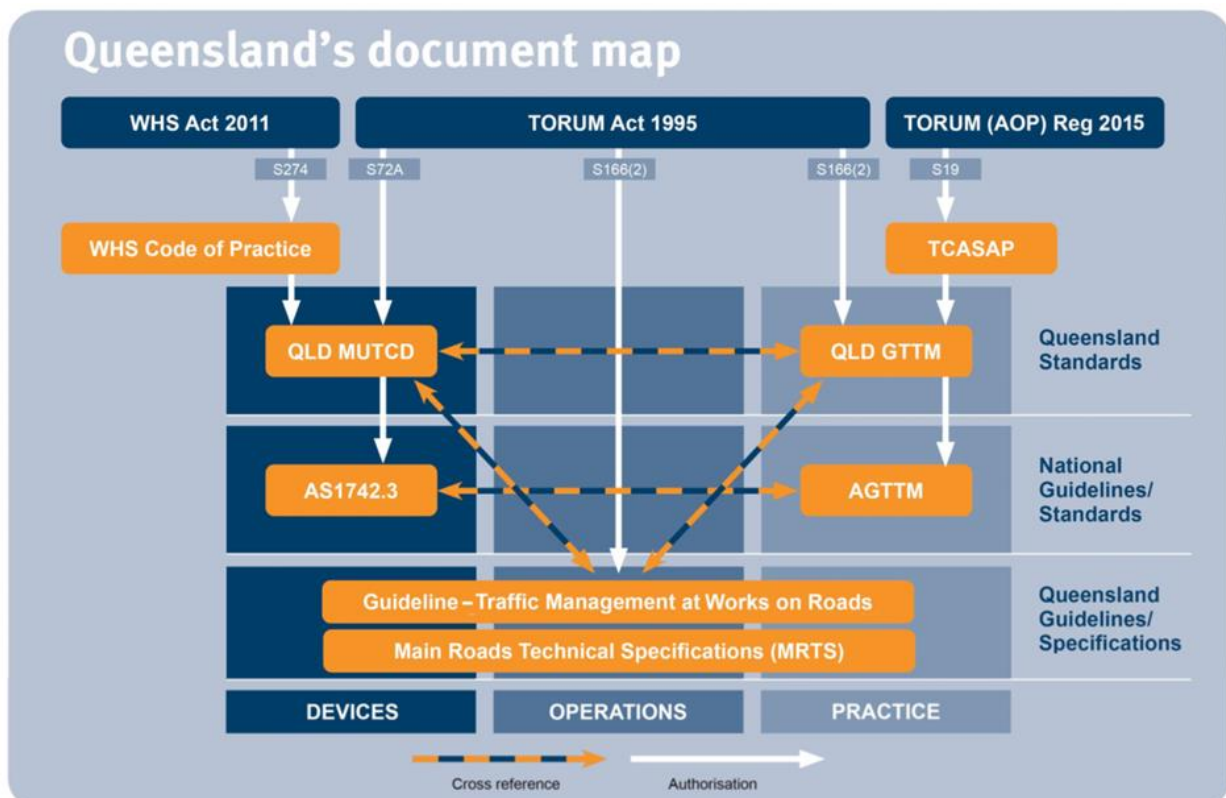 Queensland's document map
WHS Act 2011
TORUM Act 1995
TORUM (AOP) Reg 2015
S274
S72A
S166(2)
S166(2)
S19
WHS Code of Practice
TCASAP
QLD MUTCD
QLD GTTM
Queensland
Standards
AS1742.3
AGTTM
National
Guidelines/
Standards
Guideline – Traffic Management at Works on Roads
Main Roads Technical Specifications (MRTS)
Queensland
Guidelines/
Specifications
DEVICES
OPERATIONS
PRACTICE
Cross reference
Authorisation